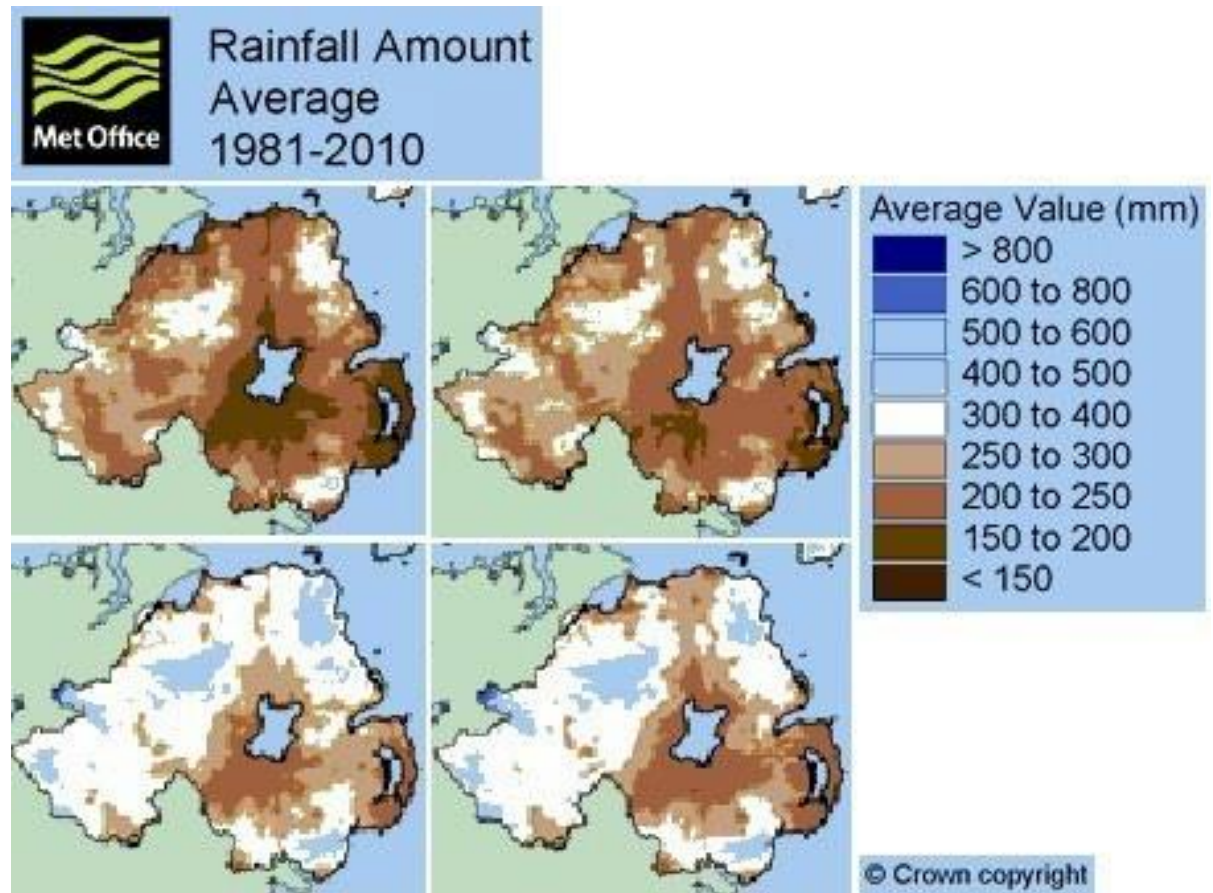 Met Office
Rainfall Amount
Average
1981-2010
Average Value (mm)
> 800
600 to 800
500 to 600
400 to 500
300 to 400
250 to 300
200 to 250
150 to 200
< 150
© Crown copyright